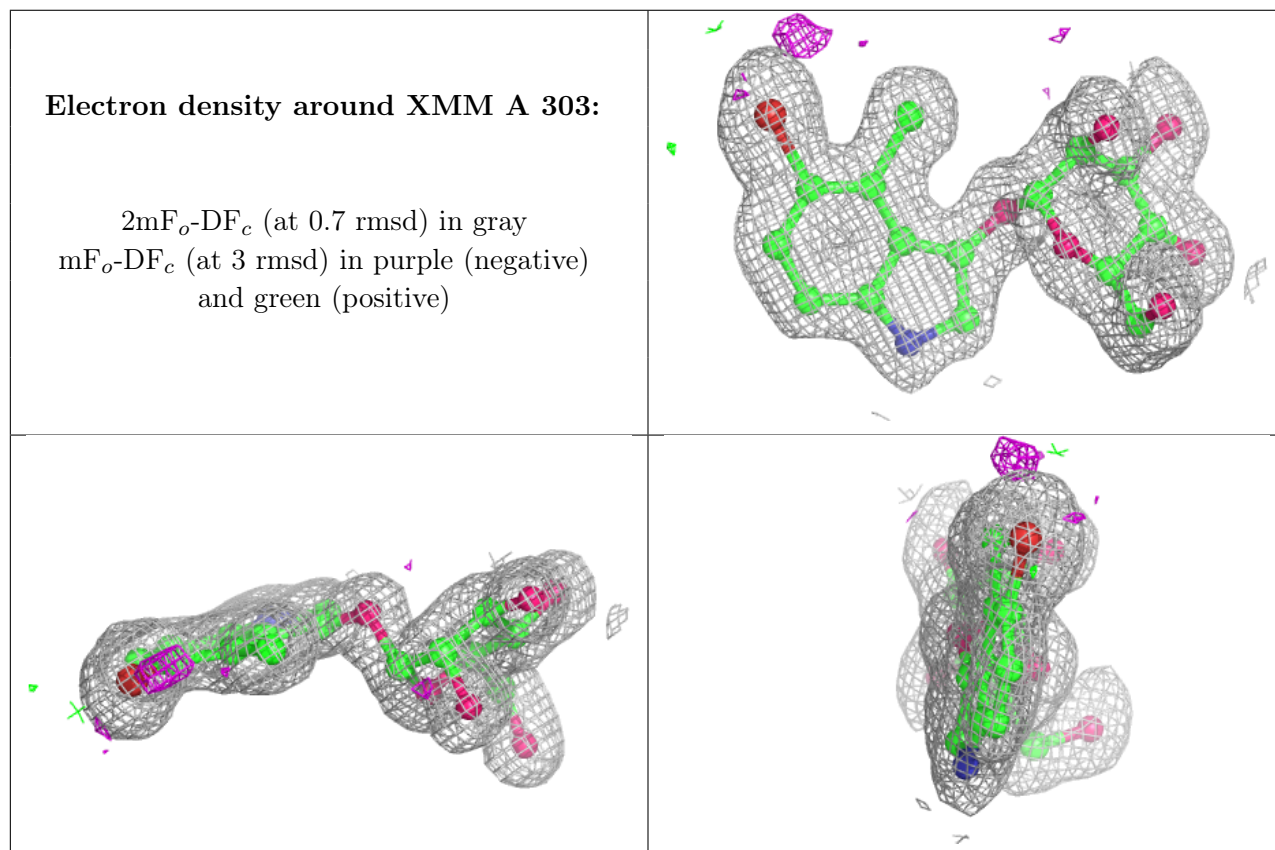 Electron density around XMM A 303:
2mFo-DFc (at 0.7 rmsd) in gray
mFo-DFc (at 3 rmsd) in purple (negative)
and green (positive)